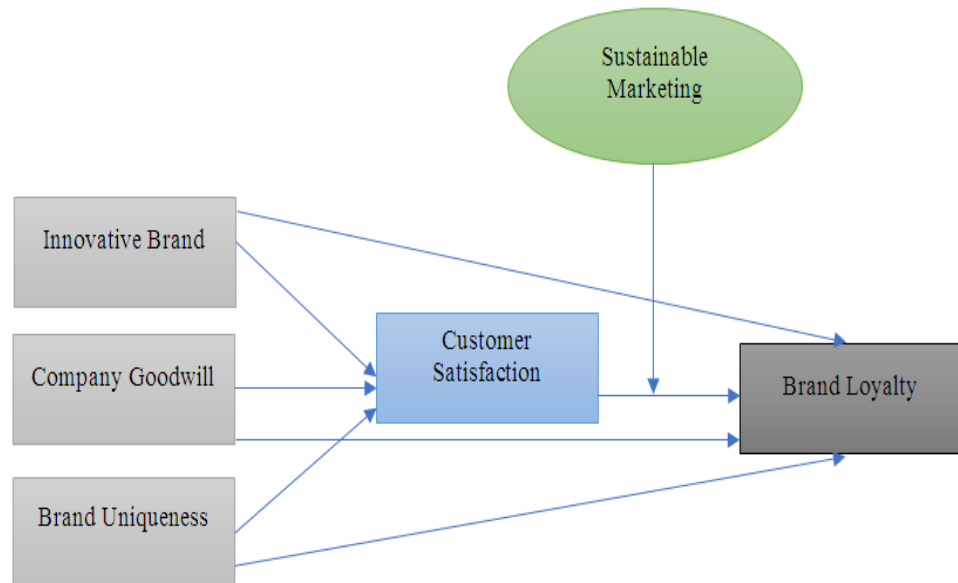 Sustainable
Marketing
Innovative Brand
Customer
Satisfaction
Company Goodwill
Brand Loyalty
Brand Uniqueness